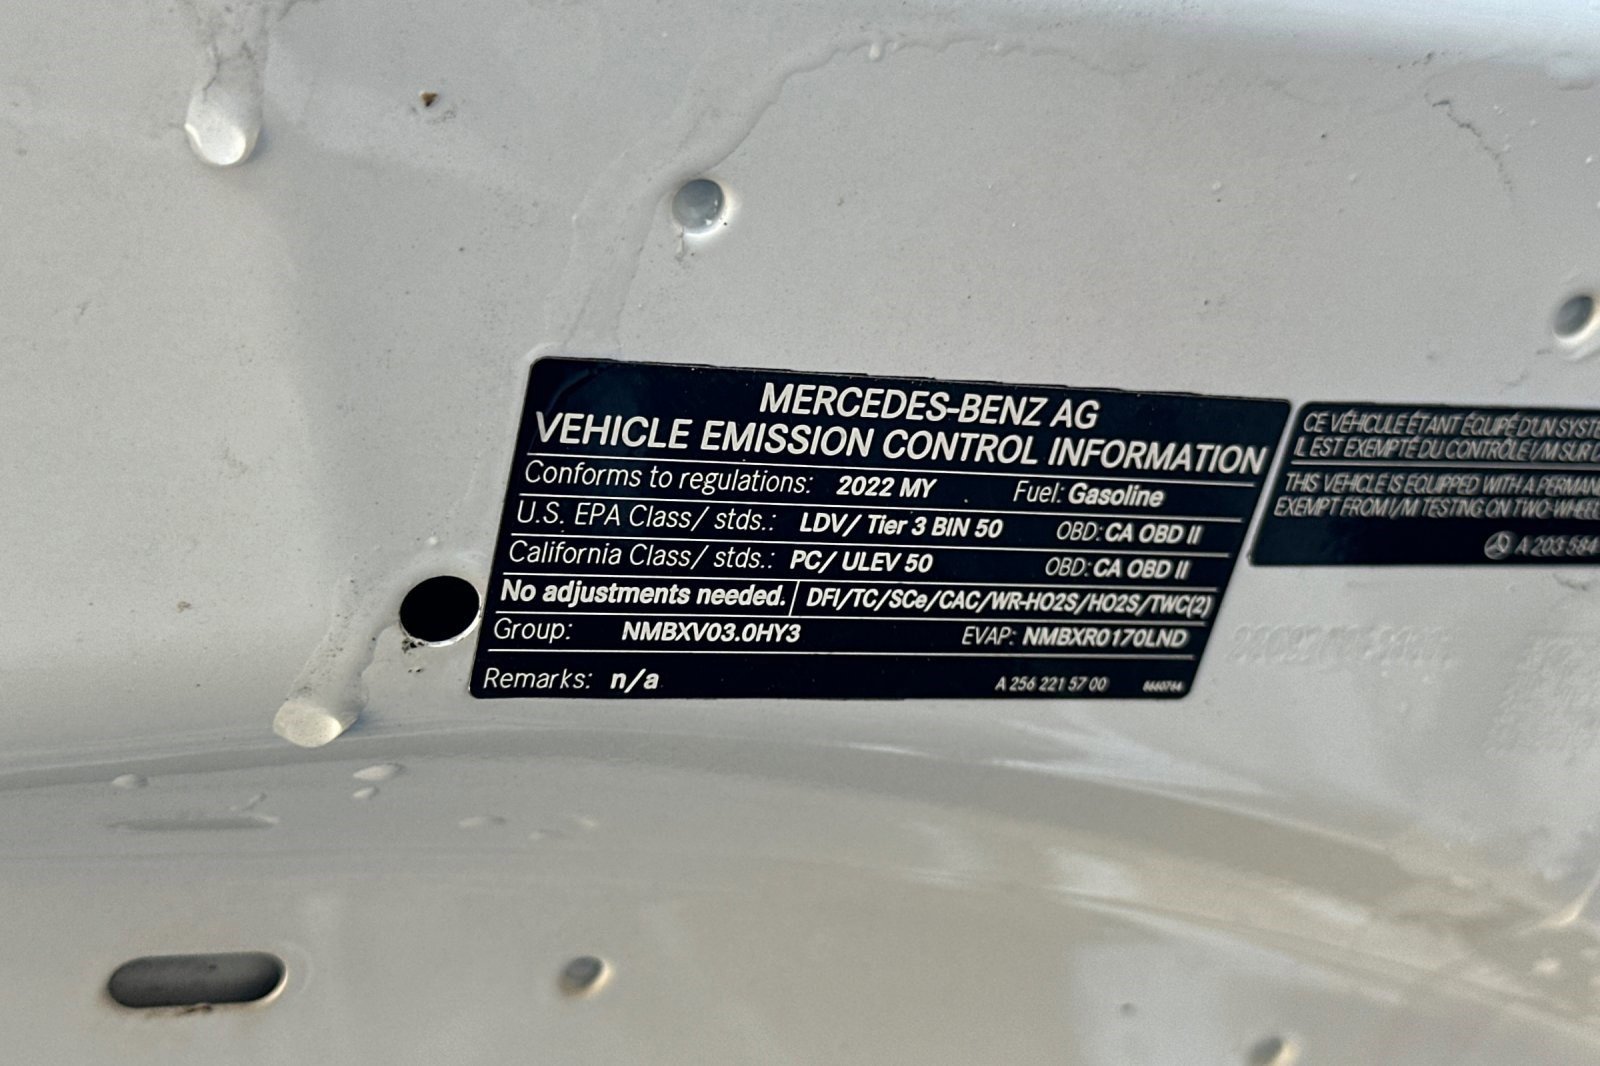 MERCEDES-BENZ AG
VEHICLE EMISSION CONTROL INFORMATION
Conforms to regulations: 2022 MY Fuel: Gasoline
U.S. EPA Class/ stds.: LDV/ Tier 3 BIN 50 OBD: CA OBD II
California Class/ stds.: PC/ ULEV 50 OBD: CA OBD II
No adjustments needed. DFI/TC/SCe/CAC/WR-HO2S/HO2S/TWC(2)
Group: NMBXV03.0HY3 EVAP: NMBXR0170LND
Remarks: n/a A 256 221 57 00
CE VÉHICULE ÉTANT ÉQUIPÉ D'UN
IL EST EXEMPTÉ DU CONTRÔLE I/M SUR
THIS VEHICLE IS EQUIPPED WITH A
EXEMPT FROM I/M TESTING ON
A 203 584